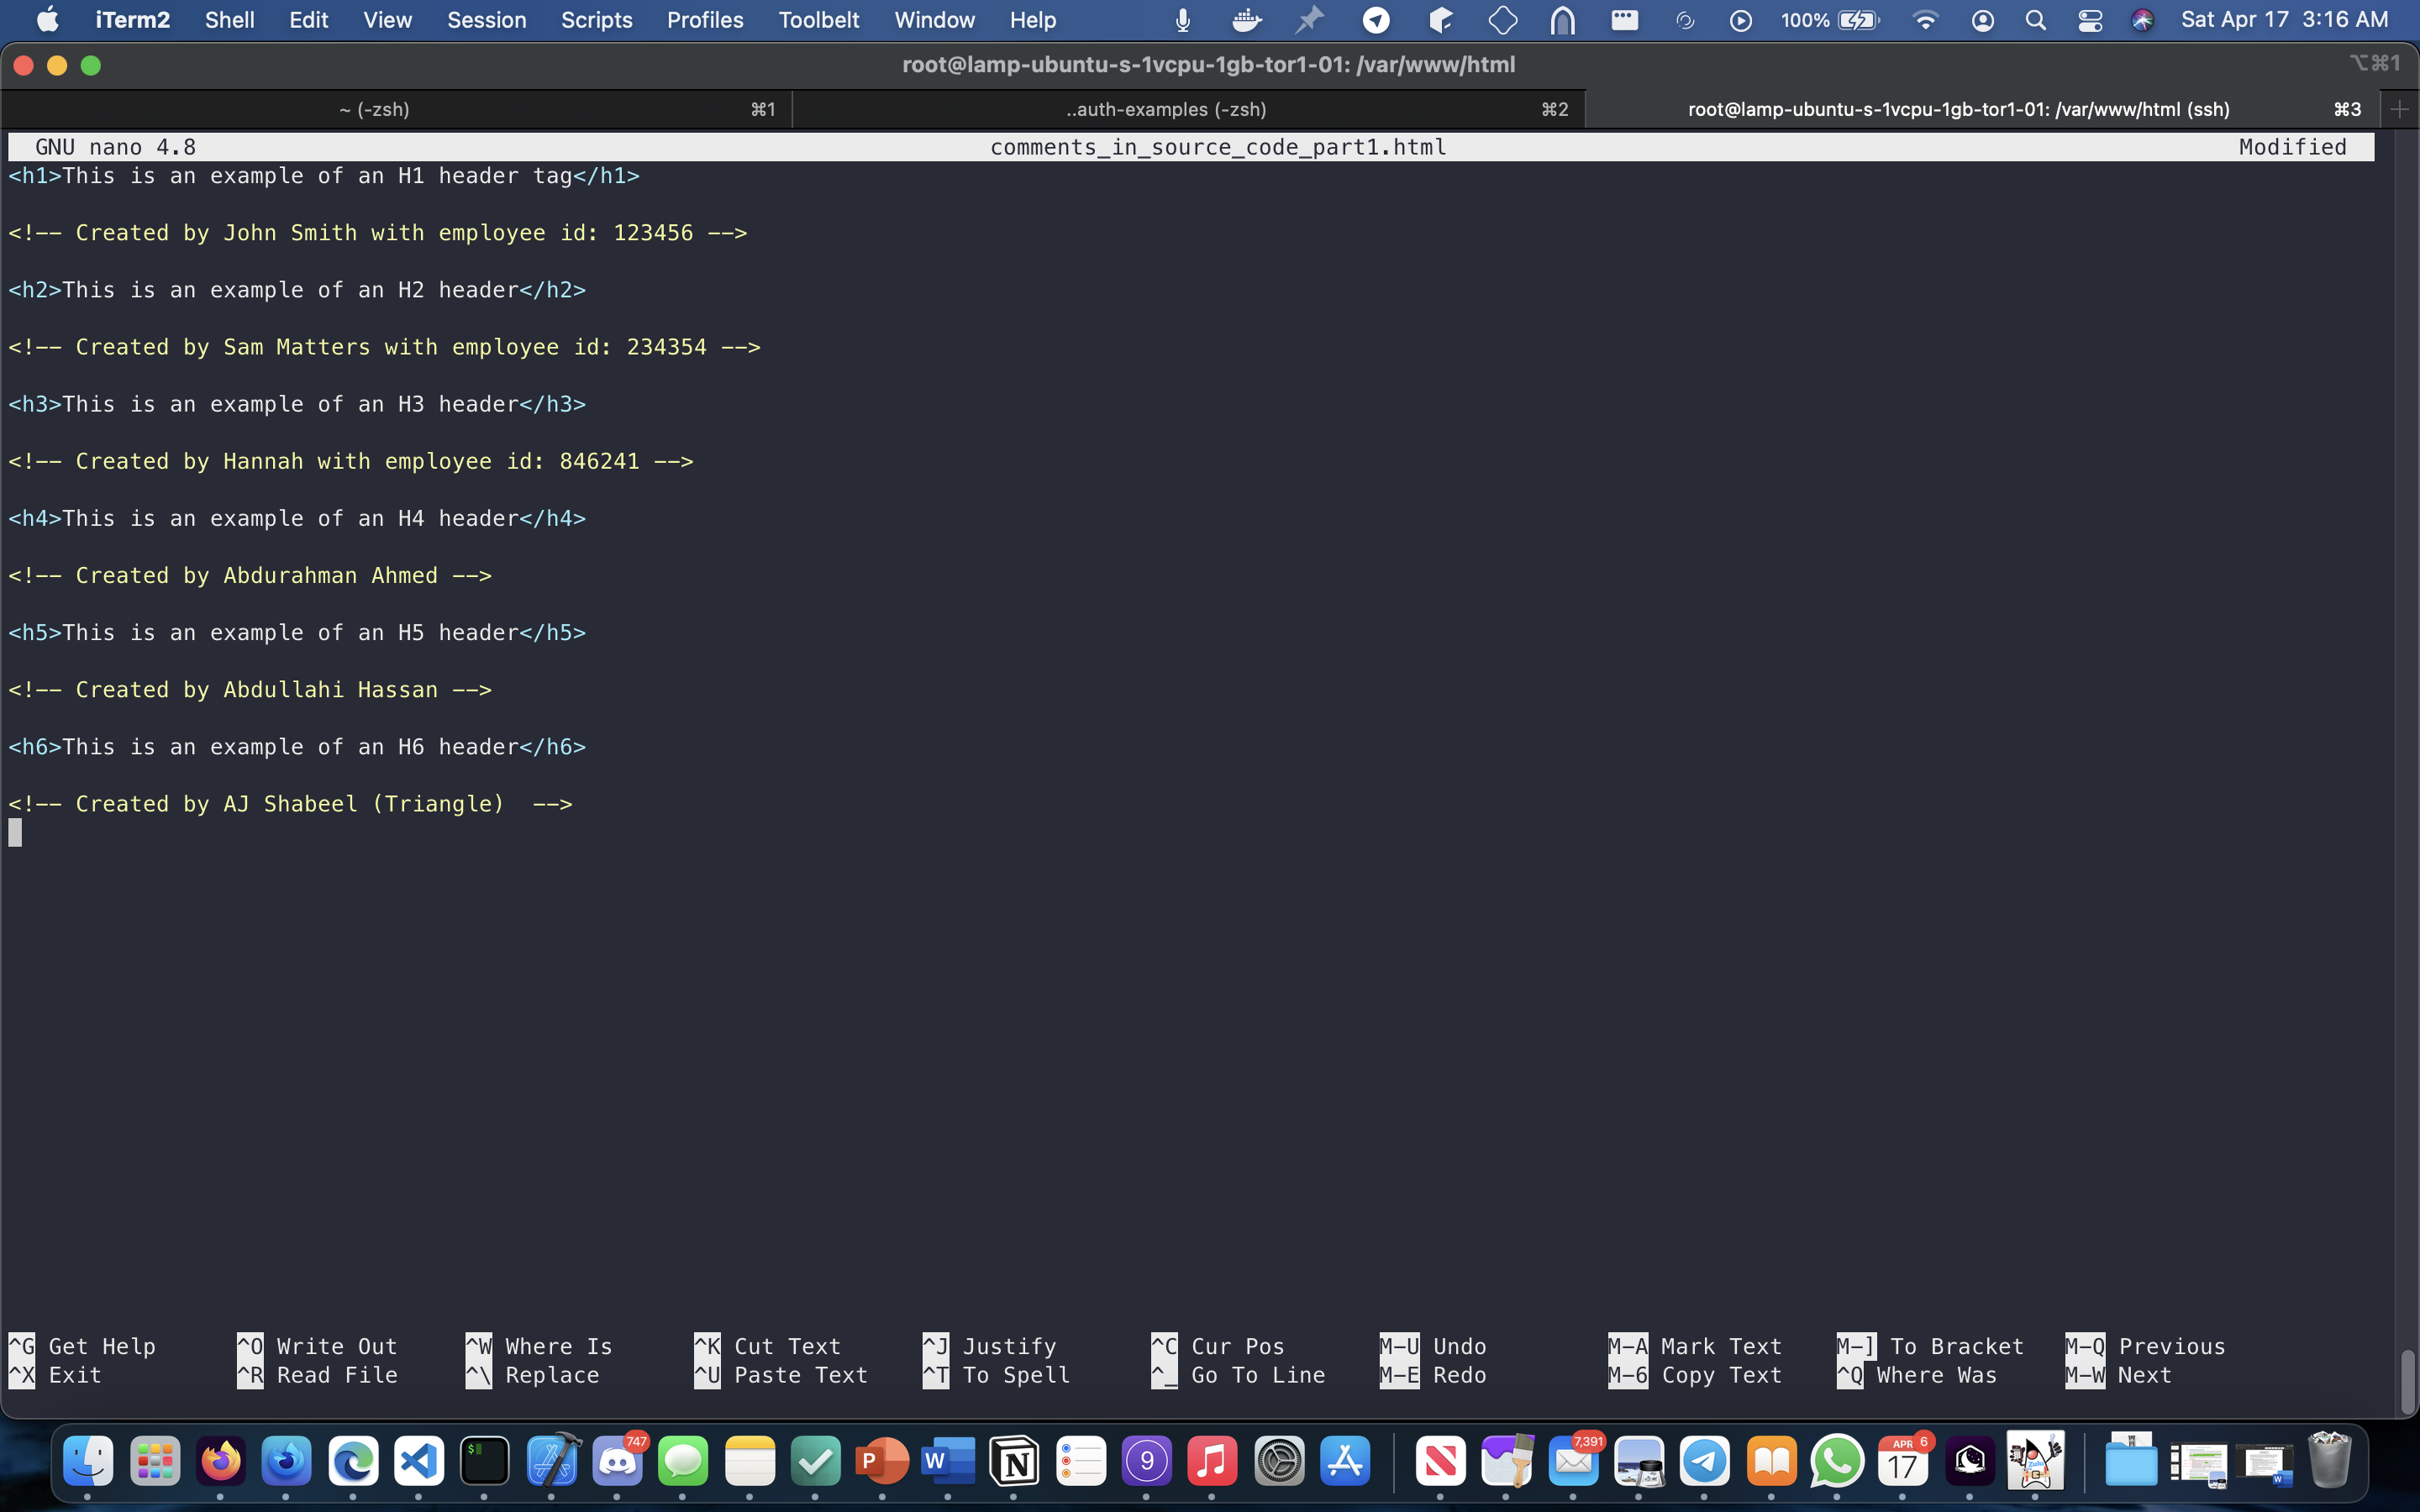 iTerm2 Shell Edit View Session Scripts Profiles Toolbelt Window Help 100% Sat Apr 17 3:16 AM
root@lamp-ubuntu-s-1vcpu-1gb-tor1-01: /var/www/html ⌥⌘1
~ (-zsh) ⌘1 ..auth-examples (-zsh) ⌘2 root@lamp-ubuntu-s-1vcpu-1gb-tor1-01: /var/www/html (ssh) ⌘3
GNU nano 4.8 comments_in_source_code_part1.html Modified
<h1>This is an example of an H1 header tag</h1>
<!-- Created by John Smith with employee id: 123456 -->
<h2>This is an example of an H2 header</h2>
<!-- Created by Sam Matters with employee id: 234354 -->
<h3>This is an example of an H3 header</h3>
<!-- Created by Hannah with employee id: 846241 -->
<h4>This is an example of an H4 header</h4>
<!-- Created by Abdurahman Ahmed -->
<h5>This is an example of an H5 header</h5>
<!-- Created by Abdullahi Hassan -->
<h6>This is an example of an H6 header</h6>
<!-- Created by AJ Shabeel (Triangle)  -->
^G Get Help ^O Write Out ^W Where Is ^K Cut Text ^J Justify ^C Cur Pos M-U Undo M-A Mark Text M-] To Bracket M-Q Previous
^X Exit ^R Read File ^\ Replace ^U Paste Text ^T To Spell ^_ Go To Line M-E Redo M-6 Copy Text ^Q Where Was M-W Next
747 7,391 APR 6
$ P W N 9 17 W